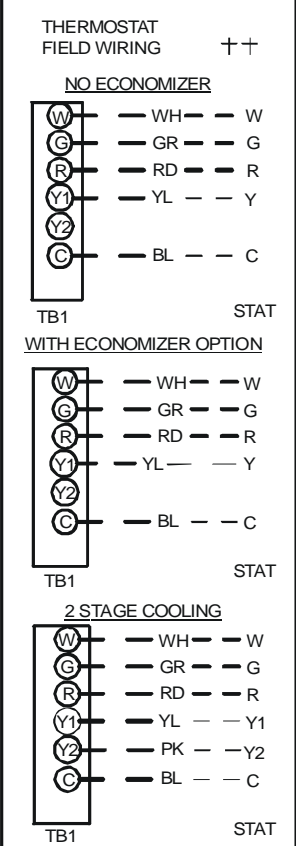 THERMOSTAT
FIELD WIRING ++
NO ECONOMIZER
W WH W
G GR G
R RD R
Y1 YL Y
Y2
C BL C
TB1 STAT
WITH ECONOMIZER OPTION
W WH W
G GR G
R RD R
Y1 YL Y
Y2
C BL C
TB1 STAT
2 STAGE COOLING
W WH W
G GR G
R RD R
Y1 YL Y1
Y2 PK Y2
C BL C
TB1 STAT